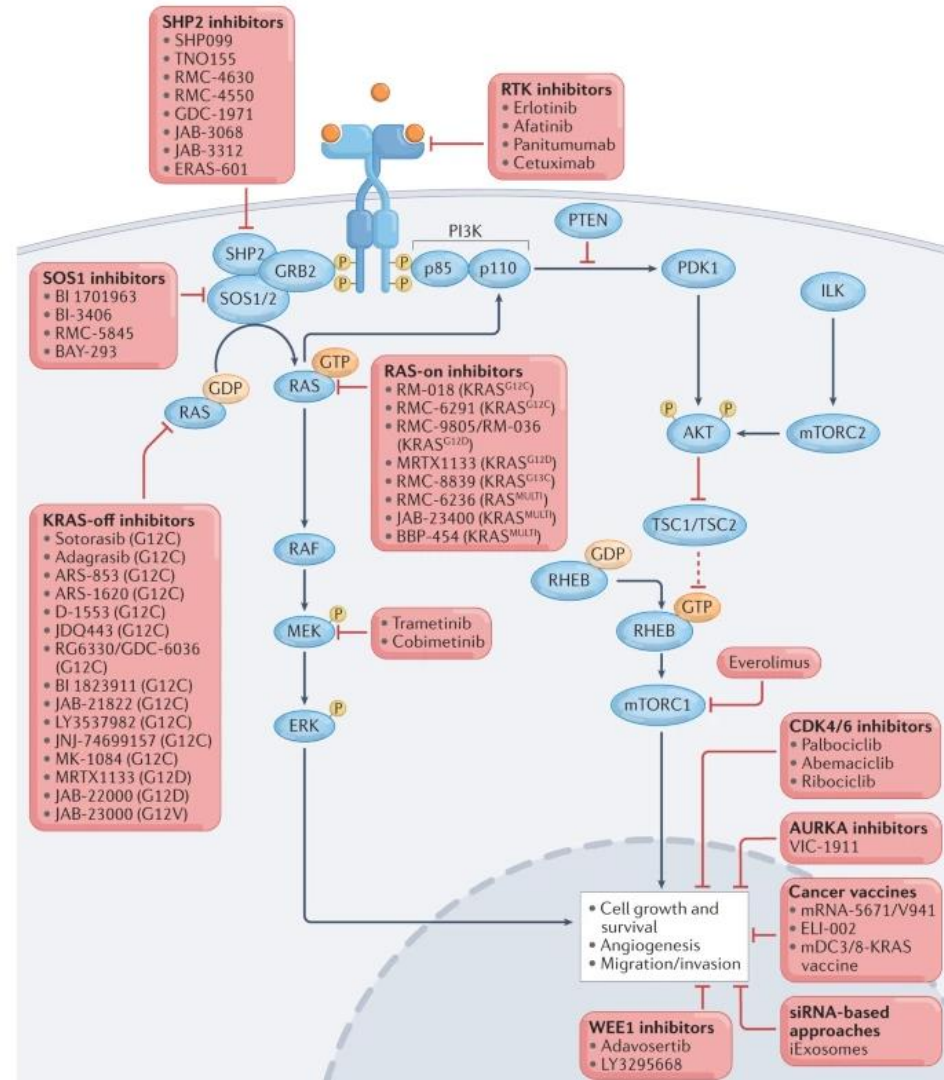 SHP2 inhibitors
• SHP099
• TNO155
• RMC-4630
• RMC-4550
• GDC-1971
• JAB-3068
• JAB-3312
• ERAS-601
RTK inhibitors
• Erlotinib
• Afatinib
• Panitumumab
• Cetuximab
SHP2
GRB2
SOS1/2
P
P
P
P
PI3K
p85
p110
PTEN
PDK1
ILK
SOS1 inhibitors
• BI 1701963
• BI-3406
• RMC-5845
• BAY-293
GDP
RAS
GTP
RAS
RAS-on inhibitors
• RM-018 (KRASG12C)
• RMC-6291 (KRASG12C)
• RMC-9805/RM-036
(KRASG12D)
• MRTX1133 (KRASG12D)
• RMC-8839 (KRASG13C)
• RMC-6236 (RASMULTI)
• JAB-23400 (KRASMULTI)
• BBP-454 (KRASMULTI)
P
P
AKT
mTORC2
TSC1/TSC2
KRAS-off inhibitors
• Sotorasib (G12C)
• Adagrasib (G12C)
• ARS-853 (G12C)
• ARS-1620 (G12C)
• D-1553 (G12C)
• JDQ443 (G12C)
• RG6330/GDC-6036
(G12C)
• BI 1823911 (G12C)
• JAB-21822 (G12C)
• LY3537982 (G12C)
• JNJ-74699157 (G12C)
• MK-1084 (G12C)
• MRTX1133 (G12D)
• JAB-22000 (G12D)
• JAB-23000 (G12V)
RAF
MEK
P
• Trametinib
• Cobimetinib
ERK
P
GDP
RHEB
GTP
RHEB
mTORC1
Everolimus
CDK4/6 inhibitors
• Palbociclib
• Abemaciclib
• Ribociclib
AURKA inhibitors
VIC-1911
Cancer vaccines
• mRNA-5671/V941
• ELI-002
• mDC3/8-KRAS
vaccine
• Cell growth and
survival
• Angiogenesis
• Migration/invasion
siRNA-based
approaches
iExosomes
WEE1 inhibitors
• Adavosertib
• LY3295668